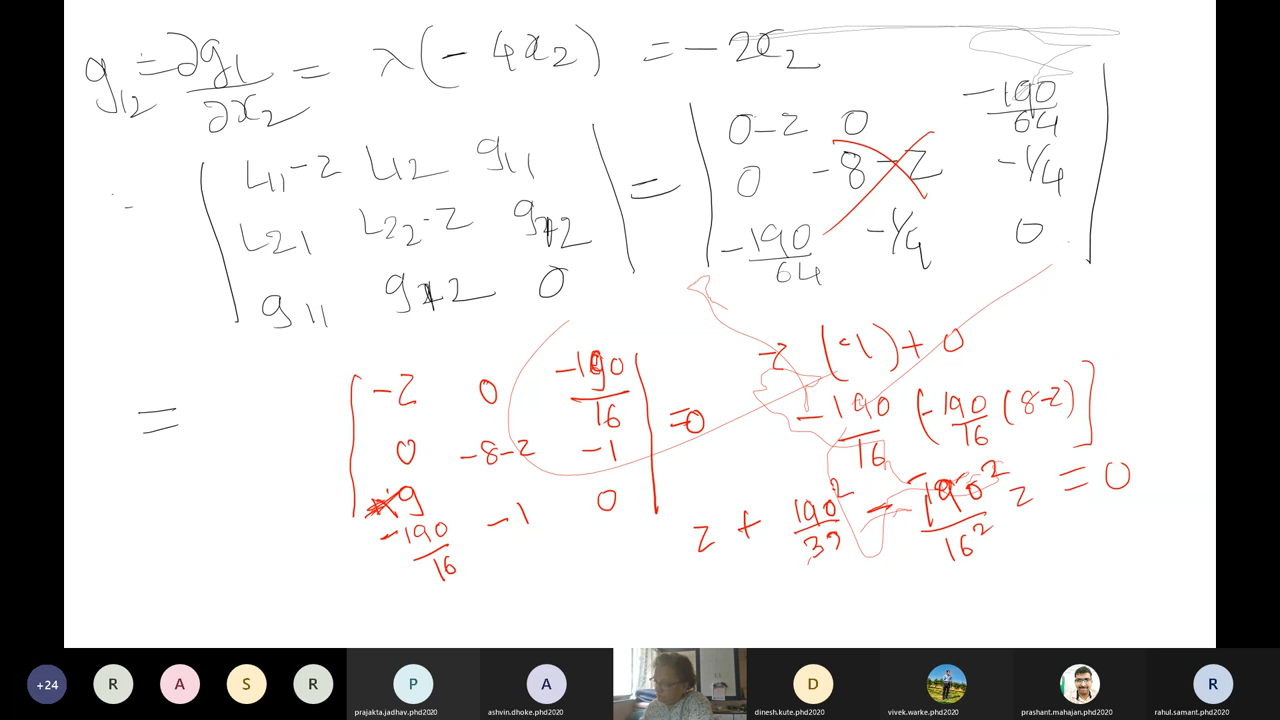 g₁₂ = ∂g₁/∂x₂ = λ(-4x₂) = -2x₂
| L₁₁-z L₁₂ g₁₁ | = | 0-z 0 -190/64 |
| L₂₁ L₂₂-z g₁₂ | | 0 -8-z -1/4 |
| g₁₁ g₁₂ 0 | | -190/64 -1/4 0 |
= | -z 0 -190/16 | = 0
| 0 -8-z -1 |
| -190/16 -1 0 |
-z (-1) + 0
-190/16 (-190/16 (8-z)]
z + 190²/32 - 190²/16² z = 0
+24
R
A
S
R
P
prajakta.jadhav.phd2020
A
ashvin.dhoke.phd2020
D
dinesh.kute.phd2020
vivek.warke.phd2020
prashant.mahajan.phd2020
R
rahul.samant.phd2020